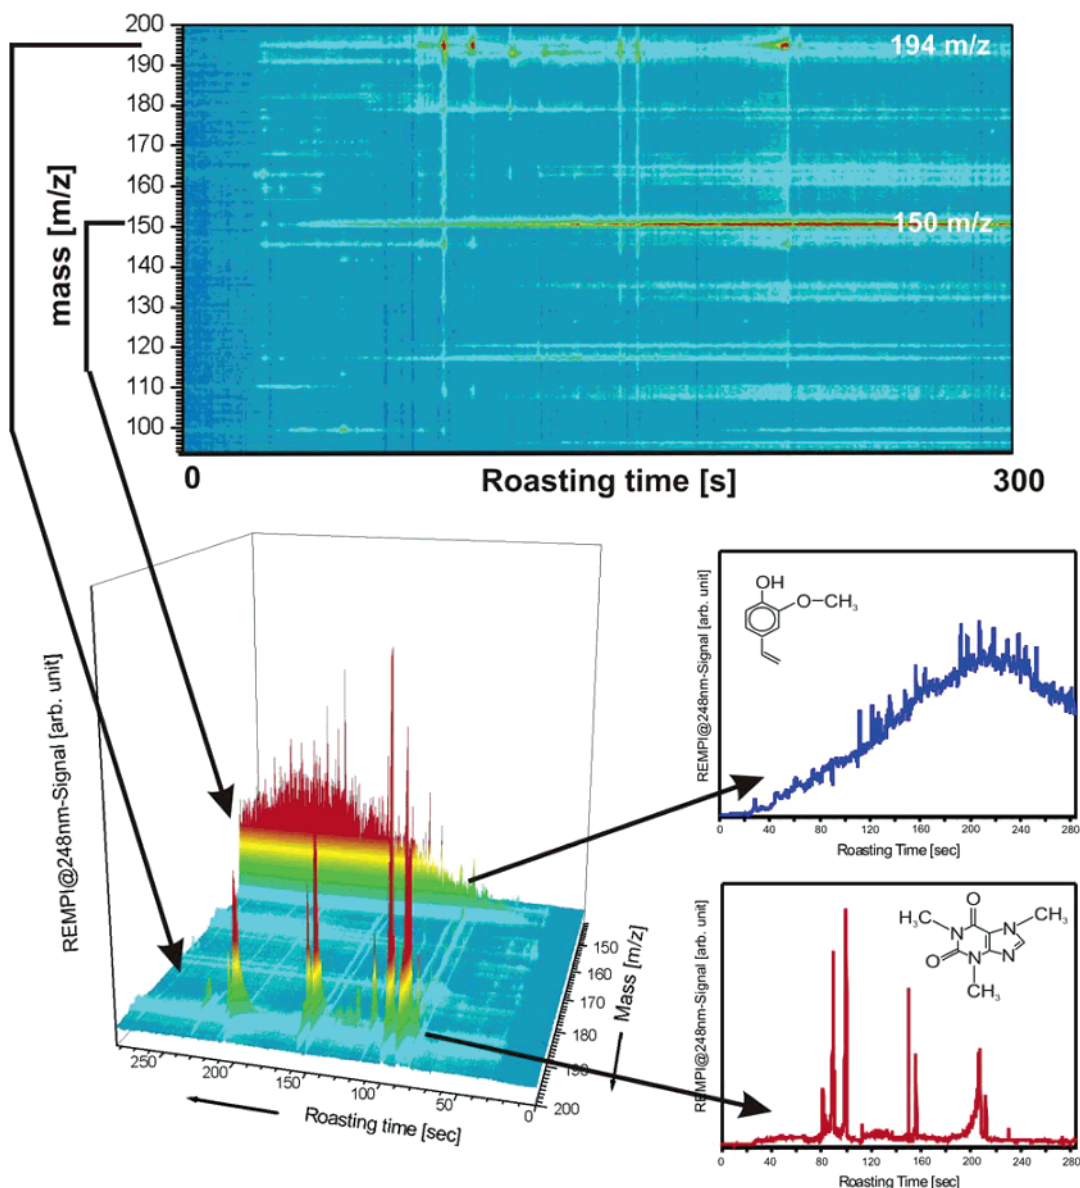 200
190
180
170
160
150
140
130
120
110
100
mass [m/z]
194 m/z
150 m/z
0
Roasting time [s]
300
REMPI@248nm-Signal [arb. unit]
250
200
150
100
50
0
Roasting time [sec]
150
160
170
180
190
200
Mass [m/z]
REMPI@248nm-Signal [arb. unit]
OH
O
CH3
0
40
80
120
160
200
240
280
Roasting Time [sec]
REMPI@248nm-Signal [arb. unit]
O
H3C
N
N
CH3
O
N
N
CH3
0
40
80
120
160
200
240
280
Roasting Time [sec]